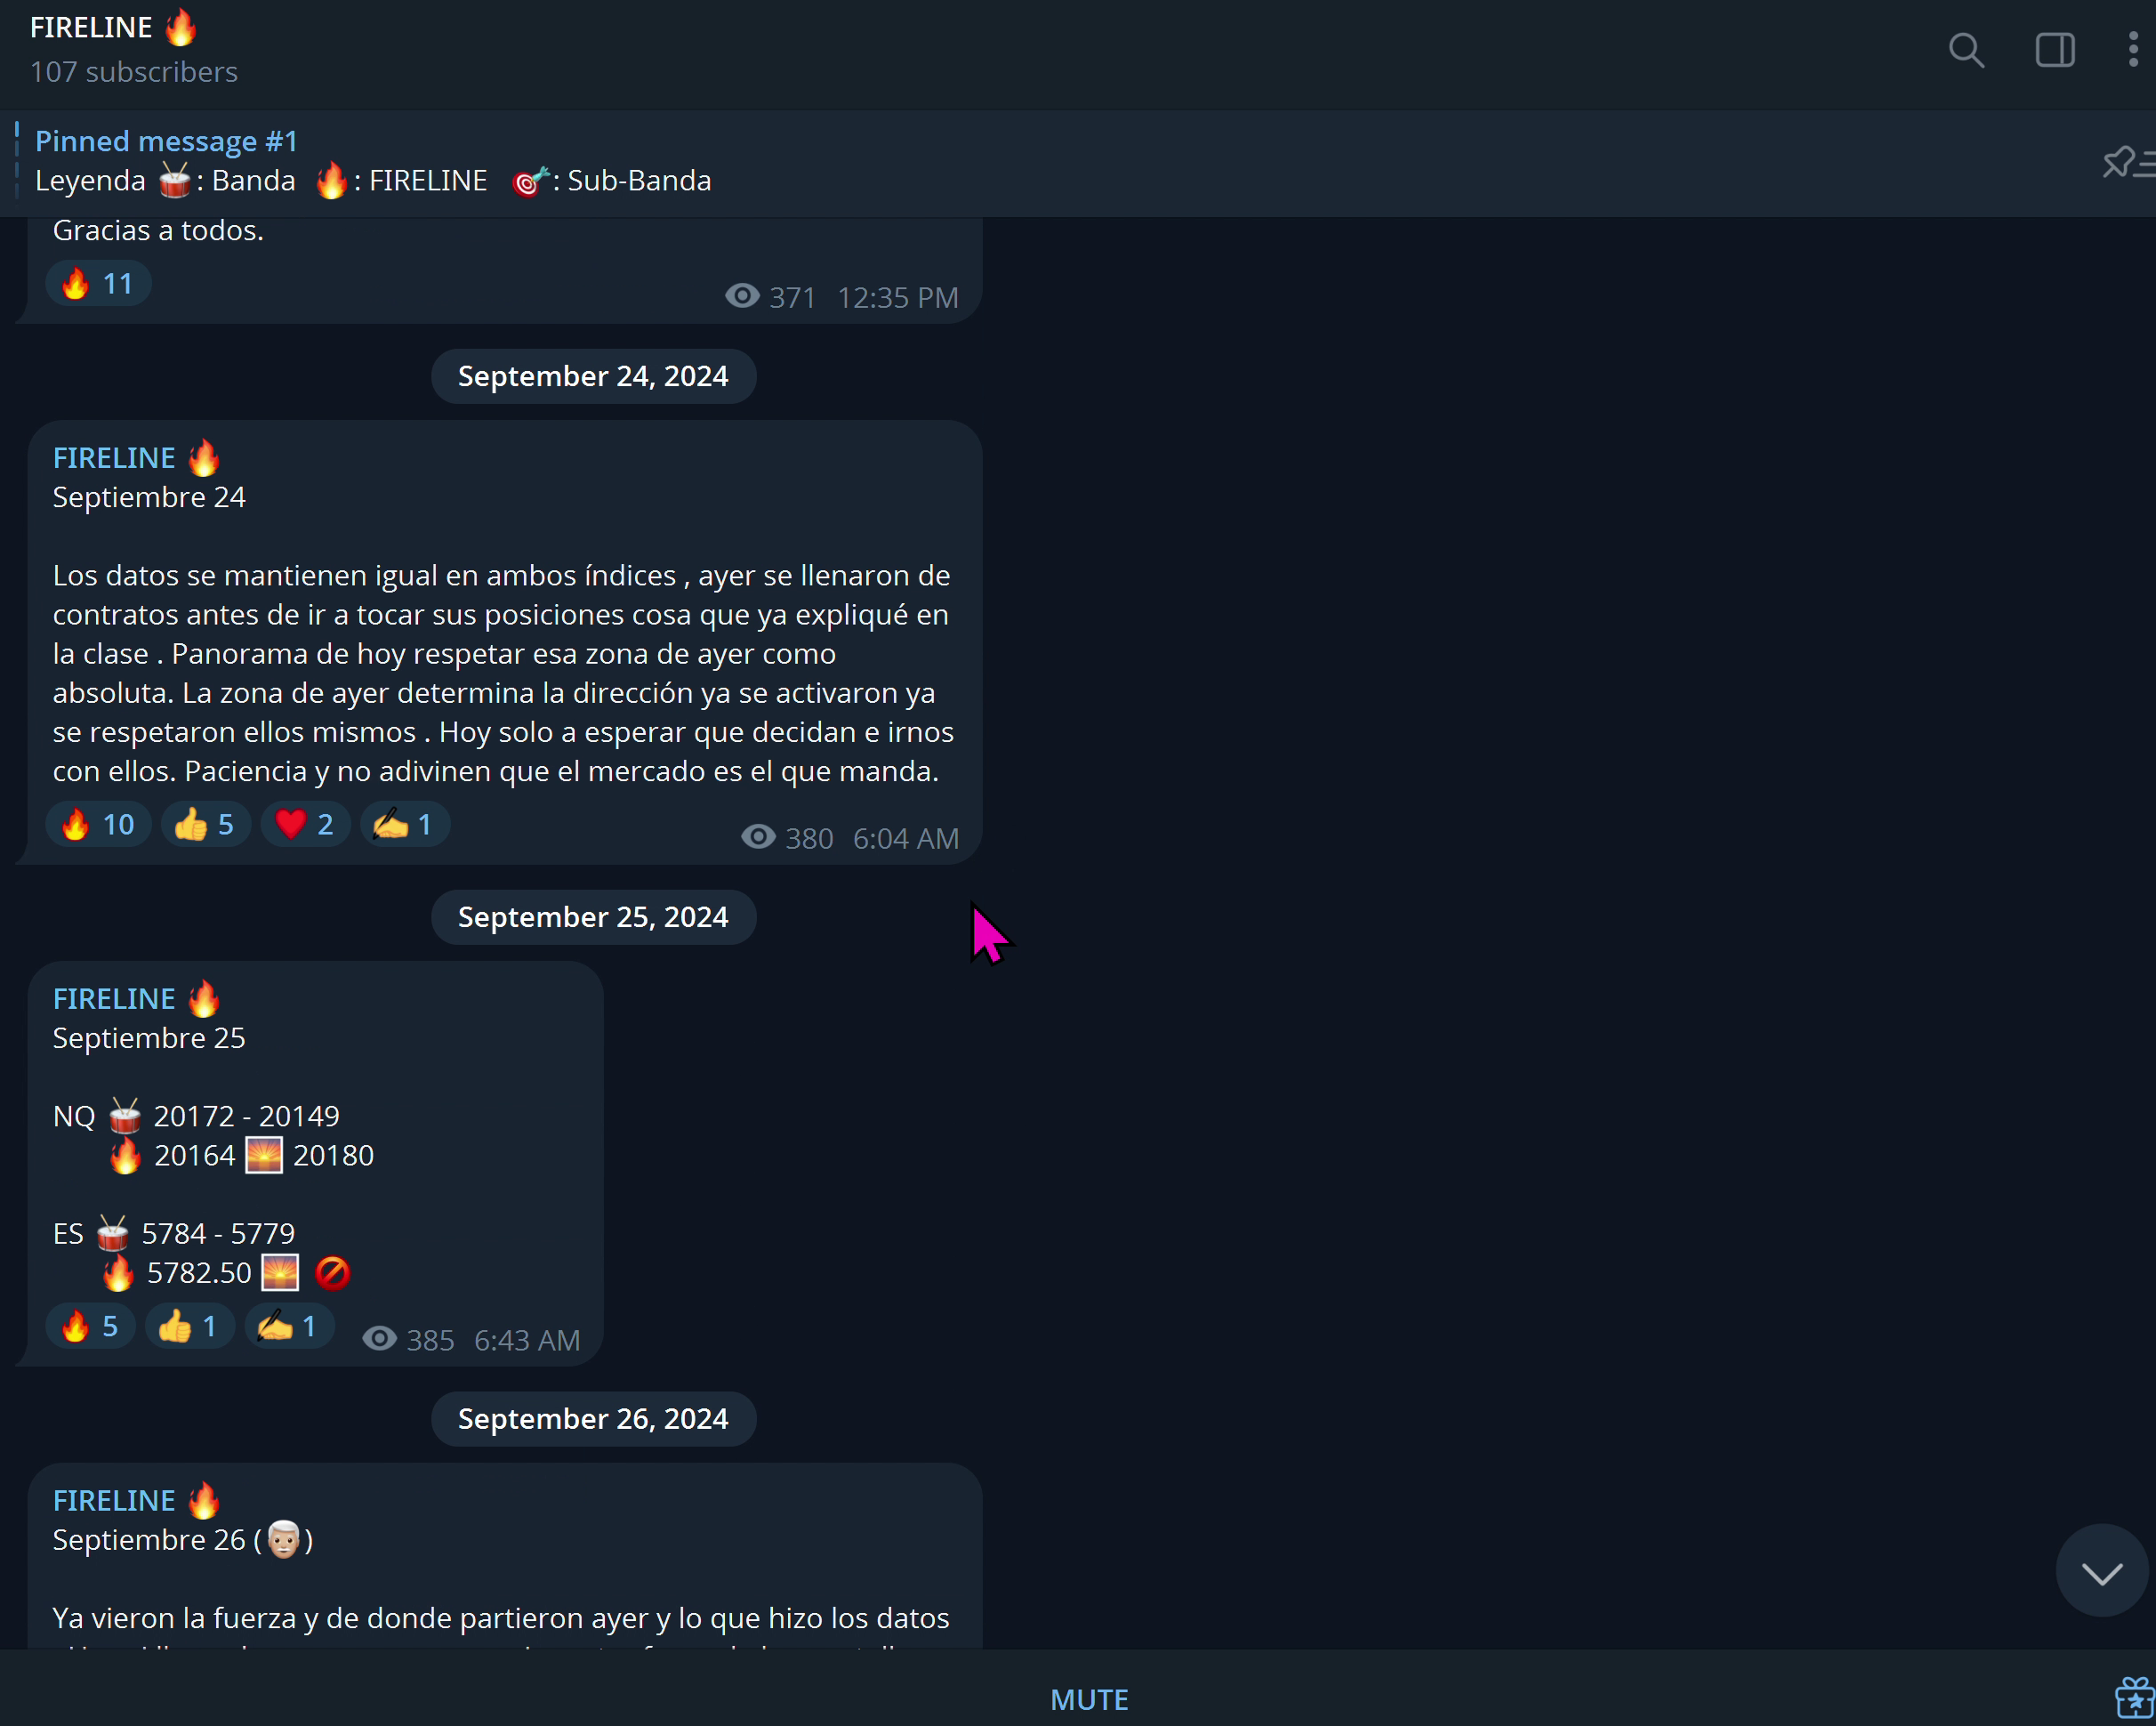 FIRELINE 🔥
107 subscribers
Pinned message #1
Leyenda 🥁: Banda 🔥: FIRELINE 🎯: Sub-Banda
Gracias a todos.
🔥 11 371 12:35 PM
September 24, 2024
FIRELINE 🔥
Septiembre 24
Los datos se mantienen igual en ambos índices , ayer se llenaron de
contratos antes de ir a tocar sus posiciones cosa que ya expliqué en
la clase . Panorama de hoy respetar esa zona de ayer como
absoluta. La zona de ayer determina la dirección ya se activaron ya
se respetaron ellos mismos . Hoy solo a esperar que decidan e irnos
con ellos. Paciencia y no adivinen que el mercado es el que manda.
🔥 10 👍 5 ❤️ 2 ✍️ 1 380 6:04 AM
September 25, 2024
FIRELINE 🔥
Septiembre 25
NQ 🥁 20172 - 20149
🔥 20164 🌅 20180
ES 🥁 5784 - 5779
🔥 5782.50 🌅 🚫
🔥 5 👍 1 ✍️ 1 385 6:43 AM
September 26, 2024
FIRELINE 🔥
Septiembre 26 (👨🏼‍🦳)
Ya vieron la fuerza y de donde partieron ayer y lo que hizo los datos
MUTE